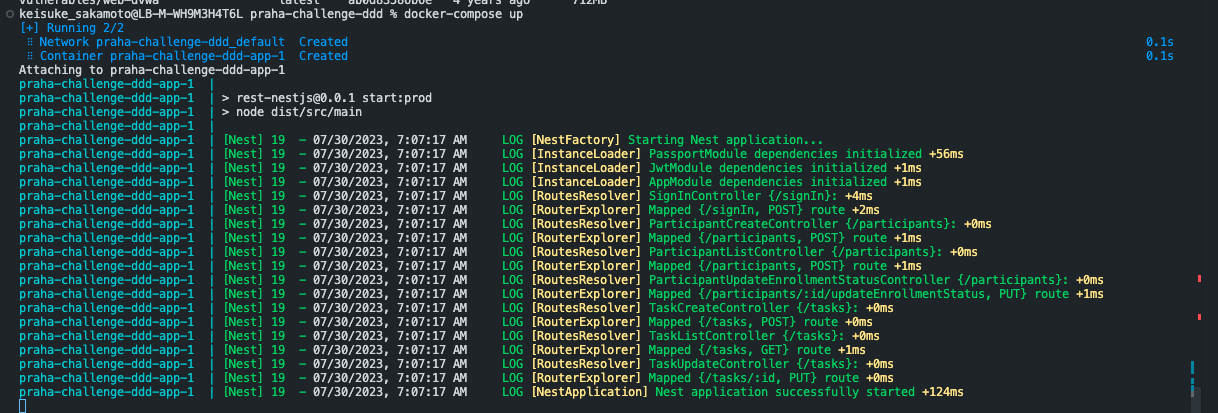 vulnerables/web-dvwa latest ab0d83586b6e 4 years ago 712MB
keisuke_sakamoto@LB-M-WH9M3H4T6L praha-challenge-ddd % docker-compose up
[+] Running 2/2
⠿ Network praha-challenge-ddd_default Created 0.1s
⠿ Container praha-challenge-ddd-app-1 Created 0.1s
Attaching to praha-challenge-ddd-app-1
praha-challenge-ddd-app-1 |
praha-challenge-ddd-app-1 | > rest-nestjs@0.0.1 start:prod
praha-challenge-ddd-app-1 | > node dist/src/main
praha-challenge-ddd-app-1 |
praha-challenge-ddd-app-1 | [Nest] 19 - 07/30/2023, 7:07:17 AM LOG [NestFactory] Starting Nest application...
praha-challenge-ddd-app-1 | [Nest] 19 - 07/30/2023, 7:07:17 AM LOG [InstanceLoader] PassportModule dependencies initialized +56ms
praha-challenge-ddd-app-1 | [Nest] 19 - 07/30/2023, 7:07:17 AM LOG [InstanceLoader] JwtModule dependencies initialized +1ms
praha-challenge-ddd-app-1 | [Nest] 19 - 07/30/2023, 7:07:17 AM LOG [InstanceLoader] AppModule dependencies initialized +1ms
praha-challenge-ddd-app-1 | [Nest] 19 - 07/30/2023, 7:07:17 AM LOG [RoutesResolver] SignInController {/signIn}: +4ms
praha-challenge-ddd-app-1 | [Nest] 19 - 07/30/2023, 7:07:17 AM LOG [RouterExplorer] Mapped {/signIn, POST} route +2ms
praha-challenge-ddd-app-1 | [Nest] 19 - 07/30/2023, 7:07:17 AM LOG [RoutesResolver] ParticipantCreateController {/participants}: +0ms
praha-challenge-ddd-app-1 | [Nest] 19 - 07/30/2023, 7:07:17 AM LOG [RouterExplorer] Mapped {/participants, POST} route +1ms
praha-challenge-ddd-app-1 | [Nest] 19 - 07/30/2023, 7:07:17 AM LOG [RoutesResolver] ParticipantListController {/participants}: +0ms
praha-challenge-ddd-app-1 | [Nest] 19 - 07/30/2023, 7:07:17 AM LOG [RouterExplorer] Mapped {/participants, POST} route +1ms
praha-challenge-ddd-app-1 | [Nest] 19 - 07/30/2023, 7:07:17 AM LOG [RoutesResolver] ParticipantUpdateEnrollmentStatusController {/participants}: +0ms
praha-challenge-ddd-app-1 | [Nest] 19 - 07/30/2023, 7:07:17 AM LOG [RouterExplorer] Mapped {/participants/:id/updateEnrollmentStatus, PUT} route +1ms
praha-challenge-ddd-app-1 | [Nest] 19 - 07/30/2023, 7:07:17 AM LOG [RoutesResolver] TaskCreateController {/tasks}: +0ms
praha-challenge-ddd-app-1 | [Nest] 19 - 07/30/2023, 7:07:17 AM LOG [RouterExplorer] Mapped {/tasks, POST} route +0ms
praha-challenge-ddd-app-1 | [Nest] 19 - 07/30/2023, 7:07:17 AM LOG [RoutesResolver] TaskListController {/tasks}: +0ms
praha-challenge-ddd-app-1 | [Nest] 19 - 07/30/2023, 7:07:17 AM LOG [RouterExplorer] Mapped {/tasks, GET} route +1ms
praha-challenge-ddd-app-1 | [Nest] 19 - 07/30/2023, 7:07:17 AM LOG [RoutesResolver] TaskUpdateController {/tasks}: +0ms
praha-challenge-ddd-app-1 | [Nest] 19 - 07/30/2023, 7:07:17 AM LOG [RouterExplorer] Mapped {/tasks/:id, PUT} route +0ms
praha-challenge-ddd-app-1 | [Nest] 19 - 07/30/2023, 7:07:17 AM LOG [NestApplication] Nest application successfully started +124ms